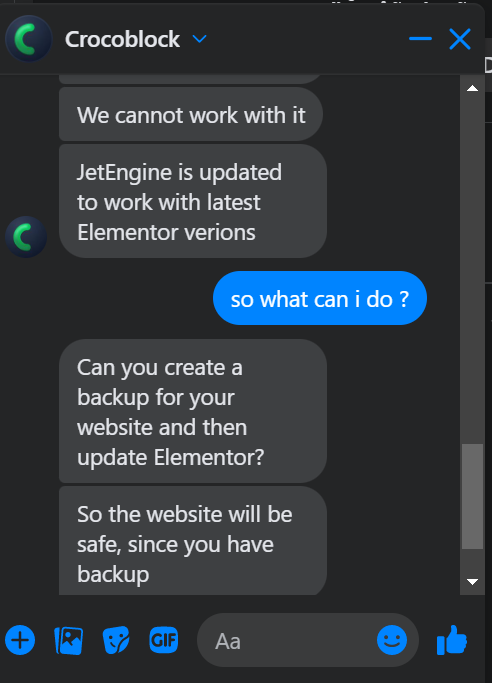 Crocoblock
We cannot work with it
JetEngine is updated
to work with latest
Elementor verions
so what can i do ?
Can you create a
backup for your
website and then
update Elementor?
So the website will be
safe, since you have
backup
GIF
Aa